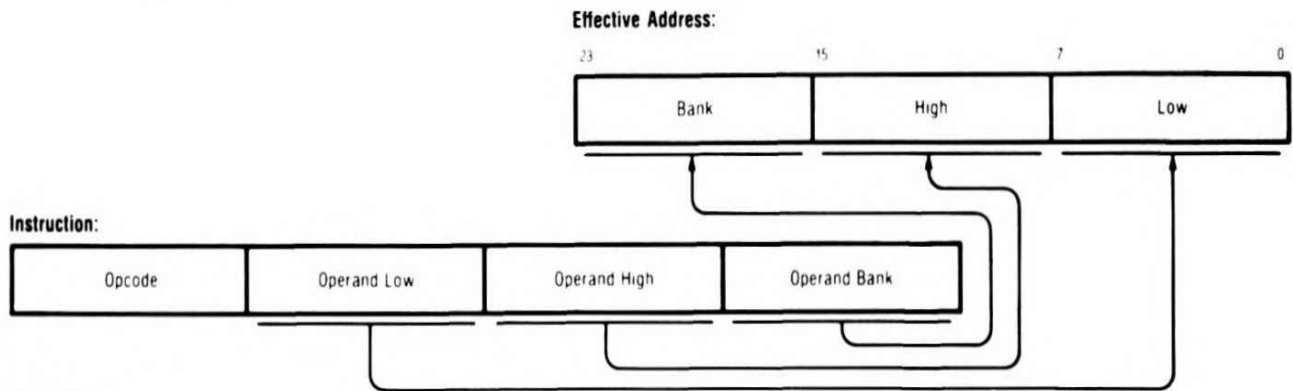 Effective Address:
23 15 7 0
Bank High Low
Instruction:
Opcode Operand Low Operand High Operand Bank